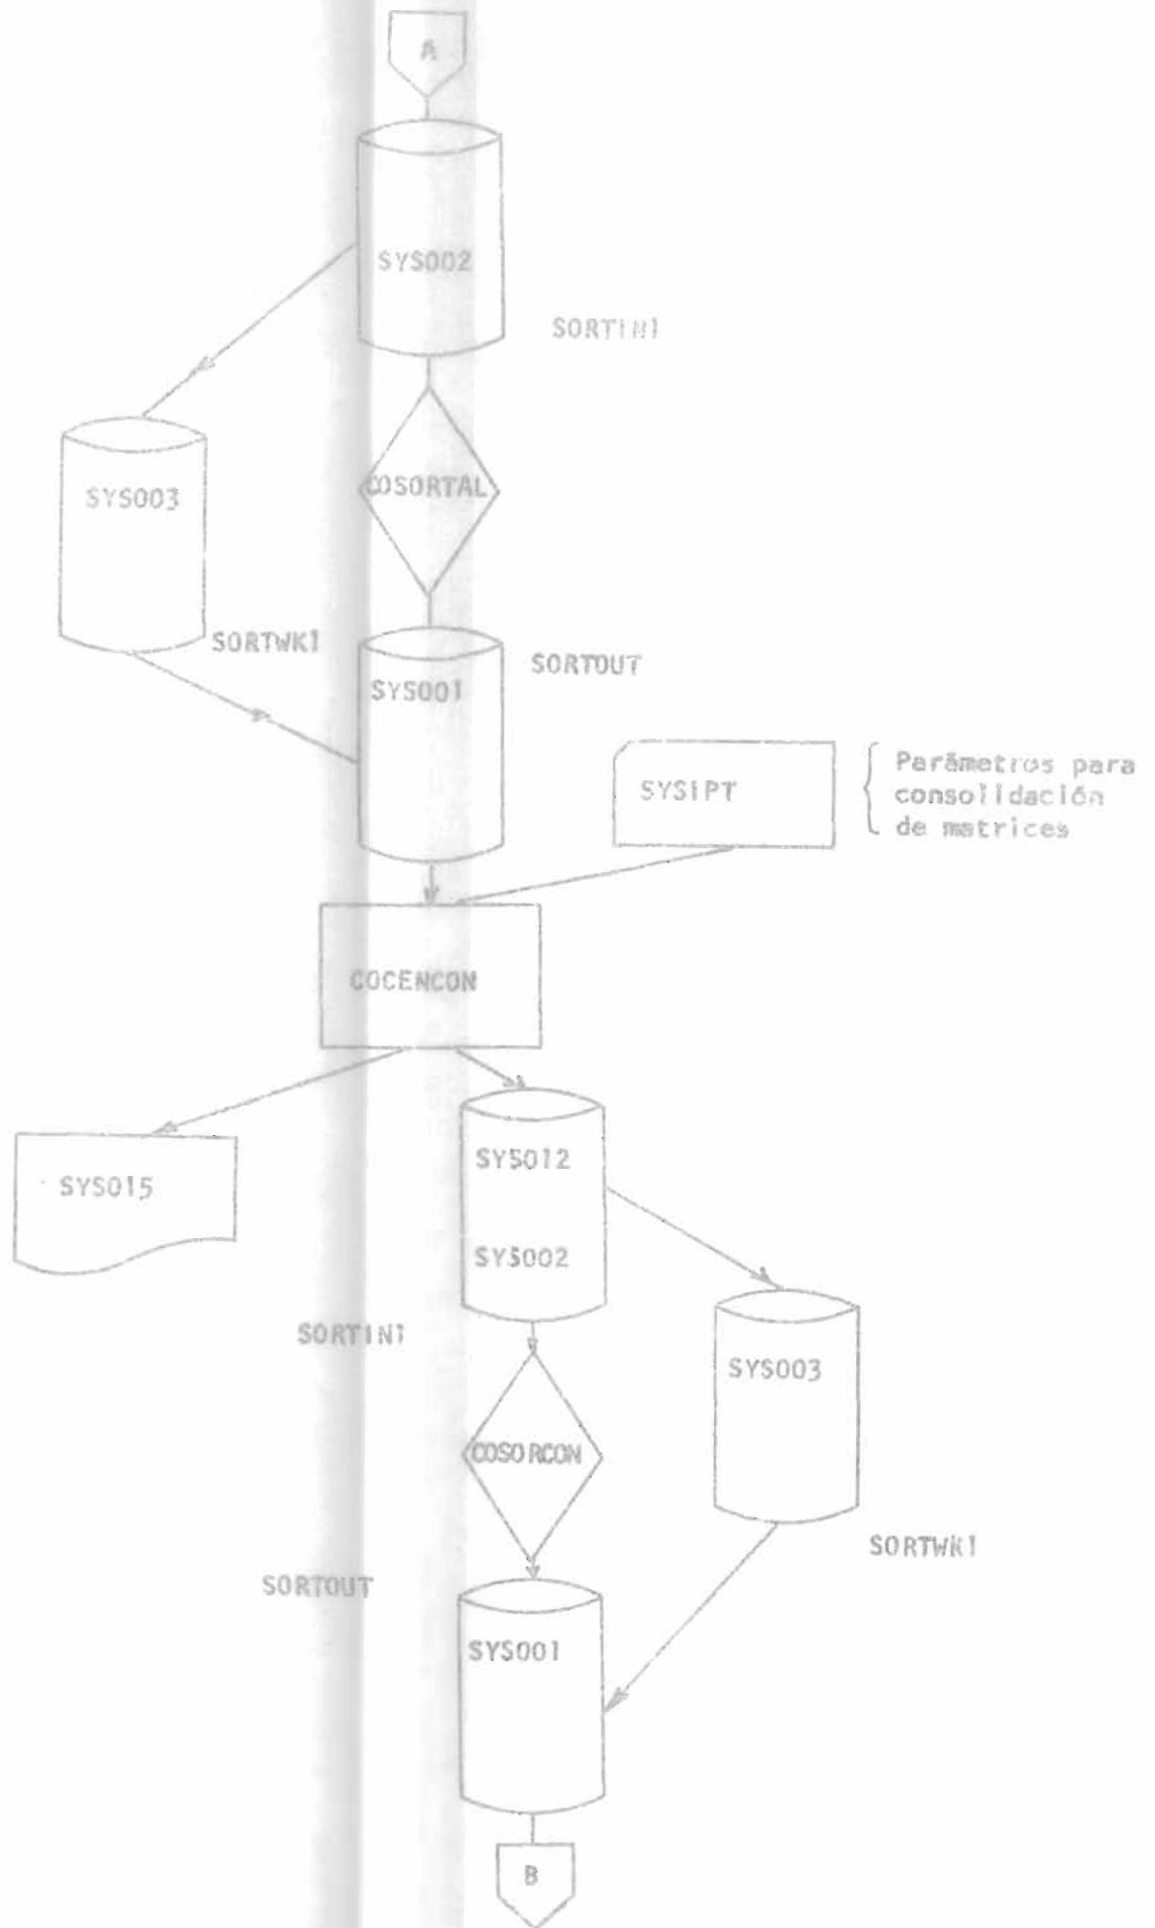 A
SYS002
SORTIN1
COSORTAL
SYS003
SORTWK1
SORTOUT
SYS001
SYSIPT
Parámetros para
consolidación
de matrices
COCENCON
SYS015
SYS012
SYS002
SORTIN1
SYS003
COSORCON
SORTWK1
SORTOUT
SYS001
B